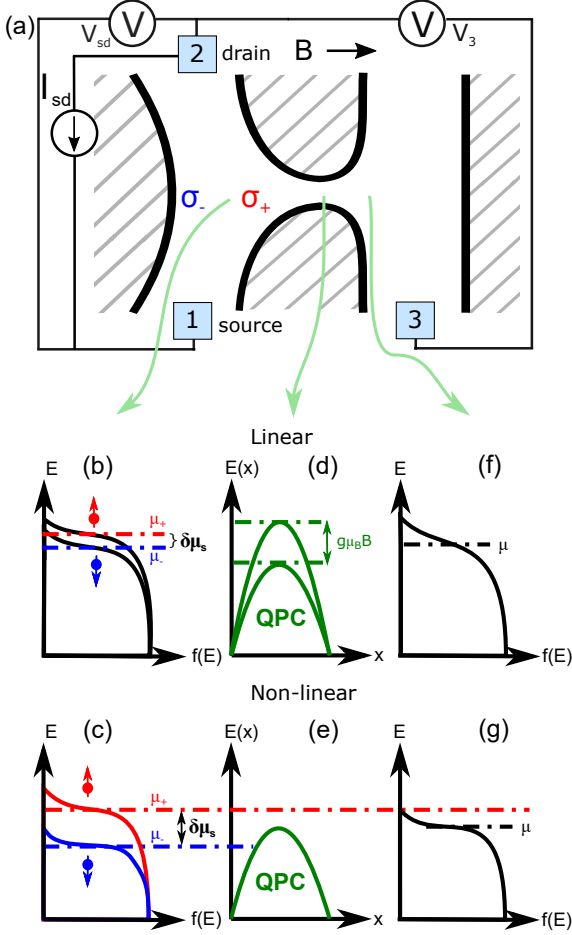 (a)
V_sd V 2 drain B V V_3
I_sd
σ_- σ_+
1 source 3
Linear
(b) (d) (f)
E E(x) E
μ_+ δμ_s μ_- gμ_BB μ
QPC
f(E) x f(E)
Non-linear
(c) (e) (g)
E E(x) E
μ_+ δμ_s μ_- μ
QPC
f(E) x f(E)